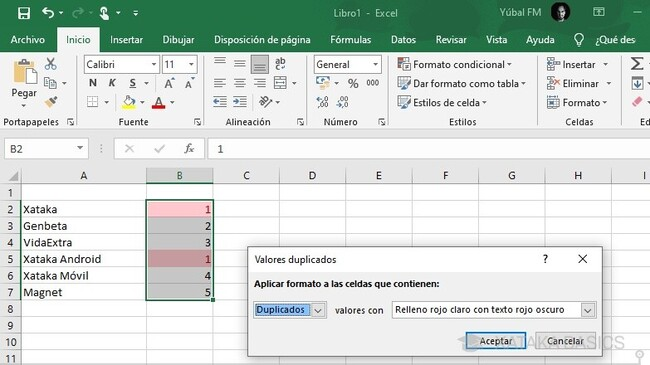 Libro1 - Excel
Yúbal FM
Archivo Inicio Insertar Dibujar Disposición de página Fórmulas Datos Revisar Vista Ayuda ¿Qué des
Pegar
Calibri 11
N K S
General
% 000
Formato condicional
Dar formato como tabla
Estilos de celda
Insertar
Eliminar
Formato
Portapapeles Fuente Alineación Número Estilos Celdas
B2 fx 1
A B C D E F G H I
1
2 Xataka 1
3 Genbeta 2
4 VidaExtra 3
5 Xataka Android 1
6 Xataka Móvil 4
7 Magnet 5
8
9
10
11
Valores duplicados ? ×
Aplicar formato a las celdas que contienen:
Duplicados valores con Relleno rojo claro con texto rojo oscuro
Aceptar Cancelar
XATAKA BASICS